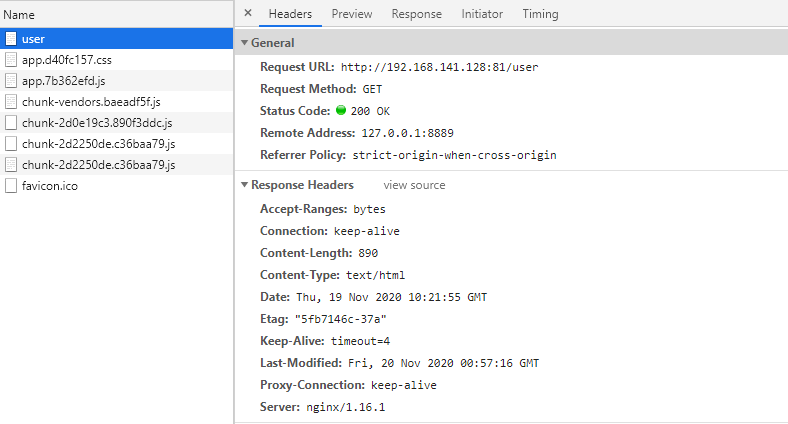 Name
user
app.d40fc157.css
app.7b362efd.js
chunk-vendors.baeadf5f.js
chunk-2d0e19c3.890f3ddc.js
chunk-2d2250de.c36baa79.js
chunk-2d2250de.c36baa79.js
favicon.ico
× Headers Preview Response Initiator Timing
General
Request URL: http://192.168.141.128:81/user
Request Method: GET
Status Code: 200 OK
Remote Address: 127.0.0.1:8889
Referrer Policy: strict-origin-when-cross-origin
Response Headers view source
Accept-Ranges: bytes
Connection: keep-alive
Content-Length: 890
Content-Type: text/html
Date: Thu, 19 Nov 2020 10:21:55 GMT
Etag: "5fb7146c-37a"
Keep-Alive: timeout=4
Last-Modified: Fri, 20 Nov 2020 00:57:16 GMT
Proxy-Connection: keep-alive
Server: nginx/1.16.1